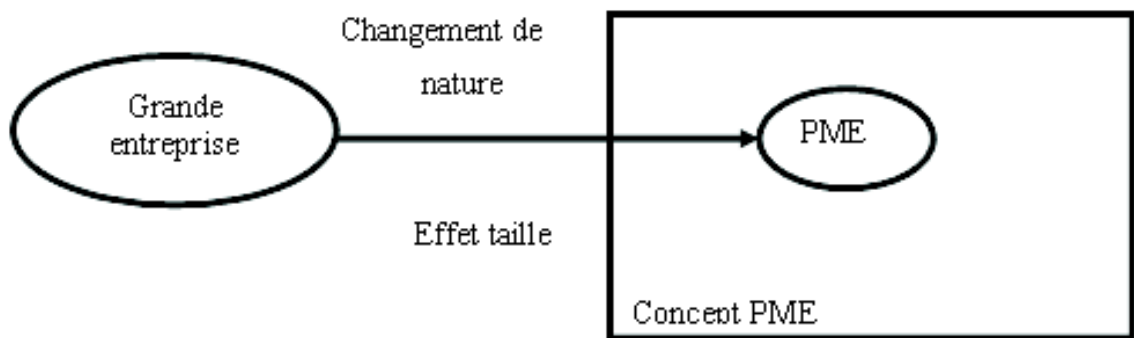 Changement de
nature
Grande
entreprise
PME
Effet taille
Concept PME